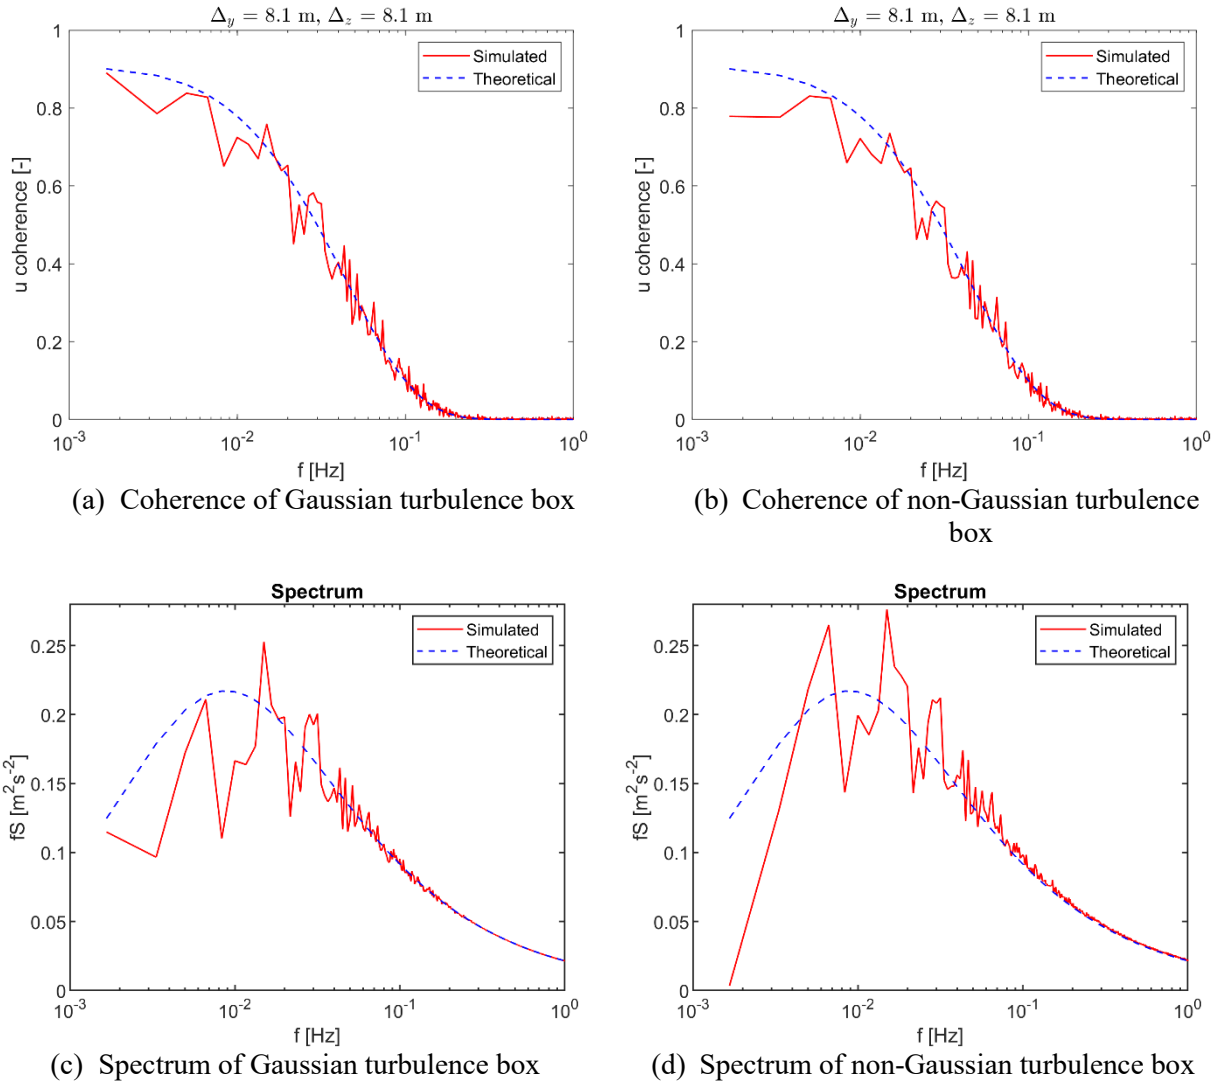 Δy = 8.1 m, Δz = 8.1 m
1
0.8
0.6
0.4
0.2
0
u coherence [-]
Simulated
Theoretical
10⁻³
10⁻²
10⁻¹
10⁰
f [Hz]
(a) Coherence of Gaussian turbulence box
Δy = 8.1 m, Δz = 8.1 m
1
0.8
0.6
0.4
0.2
0
u coherence [-]
Simulated
Theoretical
10⁻³
10⁻²
10⁻¹
10⁰
f [Hz]
(b) Coherence of non-Gaussian turbulence
box
Spectrum
0.25
0.2
0.15
0.1
0.05
0
fS [m²s⁻²]
Simulated
Theoretical
10⁻³
10⁻²
10⁻¹
10⁰
f [Hz]
(c) Spectrum of Gaussian turbulence box
Spectrum
0.25
0.2
0.15
0.1
0.05
0
fS [m²s⁻²]
Simulated
Theoretical
10⁻³
10⁻²
10⁻¹
10⁰
f [Hz]
(d) Spectrum of non-Gaussian turbulence box